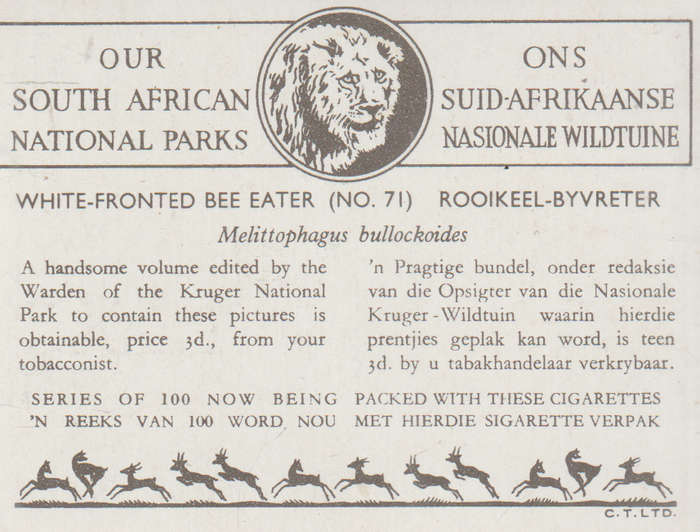 OUR
SOUTH AFRICAN
NATIONAL PARKS
ONS
SUID-AFRIKAANSE
NASIONALE WILDTUINE
WHITE-FRONTED BEE EATER (NO. 71) ROOIKEEL-BYVRETER
Melittophagus bullockoides
A handsome volume edited by the
Warden of the Kruger National
Park to contain these pictures is
obtainable, price 3d., from your
tobacconist.
'n Pragtige bundel, onder redaksie
van die Opsigter van die Nasionale
Kruger-Wildtuin waarin hierdie
prentjies geplak kan word, is teen
3d. by u tabakhandelaar verkrybaar.
SERIES OF 100 NOW BEING PACKED WITH THESE CIGARETTES
'N REEKS VAN 100 WORD NOU MET HIERDIE SIGARETTE VERPAK
C.T. LTD.